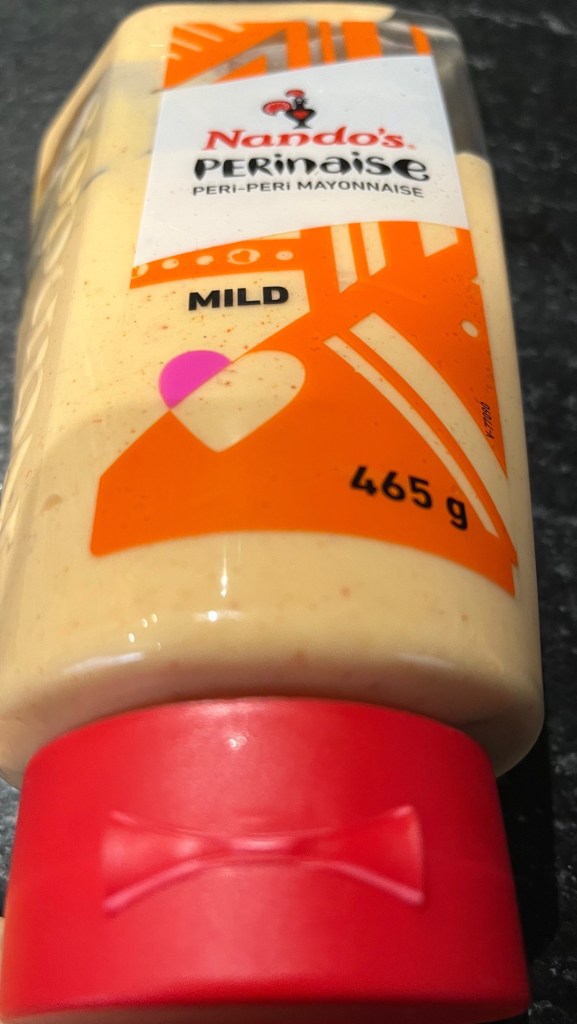 Nando's
PERinaise
PERi-PERi MAYONNAISE
MILD
465 g